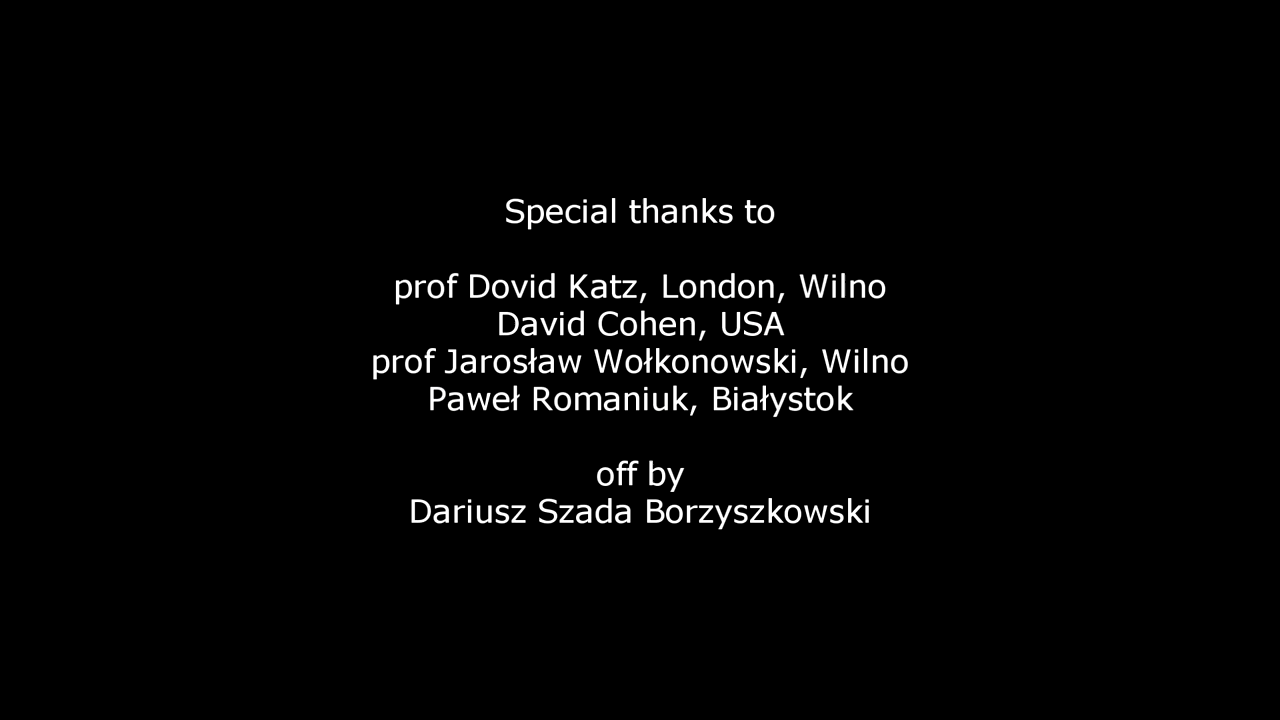 Special thanks to
prof Dovid Katz, London, Wilno
David Cohen, USA
prof Jarosław Wołkonowski, Wilno
Paweł Romaniuk, Białystok
off by
Dariusz Szada Borzyszkowski